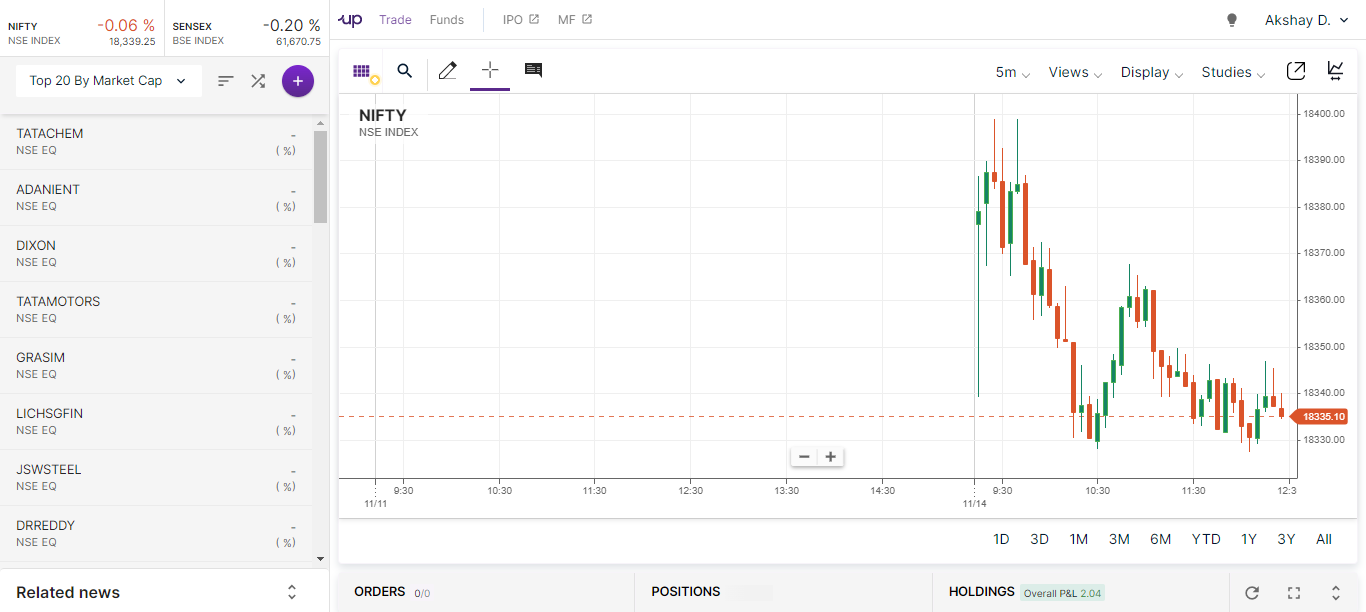 NIFTY -0.06 % SENSEX -0.20 %
NSE INDEX 18,339.25 BSE INDEX 61,670.75
up Trade Funds IPO MF Akshay D.
Top 20 By Market Cap
+
TATACHEM -
NSE EQ ( %)
ADANIENT -
NSE EQ ( %)
DIXON -
NSE EQ ( %)
TATAMOTORS -
NSE EQ ( %)
GRASIM -
NSE EQ ( %)
LICHSGFIN -
NSE EQ ( %)
JSWSTEEL -
NSE EQ ( %)
DRREDDY -
NSE EQ ( %)
Related news
5m Views Display Studies
NIFTY
NSE INDEX
18400.00
18390.00
18380.00
18370.00
18360.00
18350.00
18340.00
18335.10
18330.00
− +
9:30 10:30 11:30 12:30 13:30 14:30 9:30 10:30 11:30 12:3
11/11 11/14
1D 3D 1M 3M 6M YTD 1Y 3Y All
ORDERS 0/0 POSITIONS HOLDINGS Overall P&L 2.04